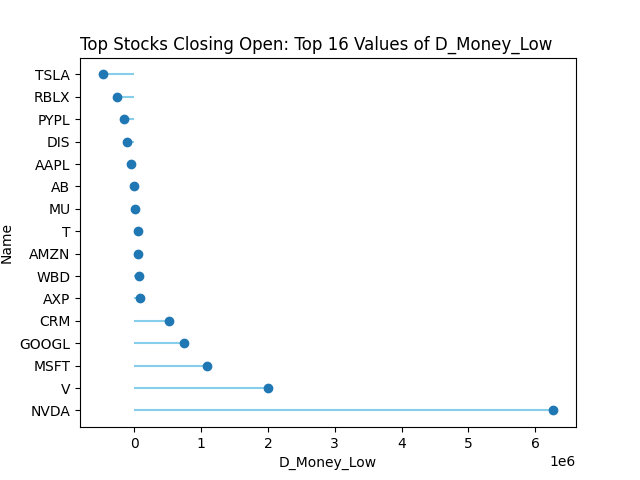 Top Stocks Closing Open: Top 16 Values of D_Money_Low
TSLA
RBLX
PYPL
DIS
AAPL
AB
MU
T
AMZN
WBD
AXP
CRM
GOOGL
MSFT
V
NVDA
Name
0 1 2 3 4 5 6
1e6
D_Money_Low